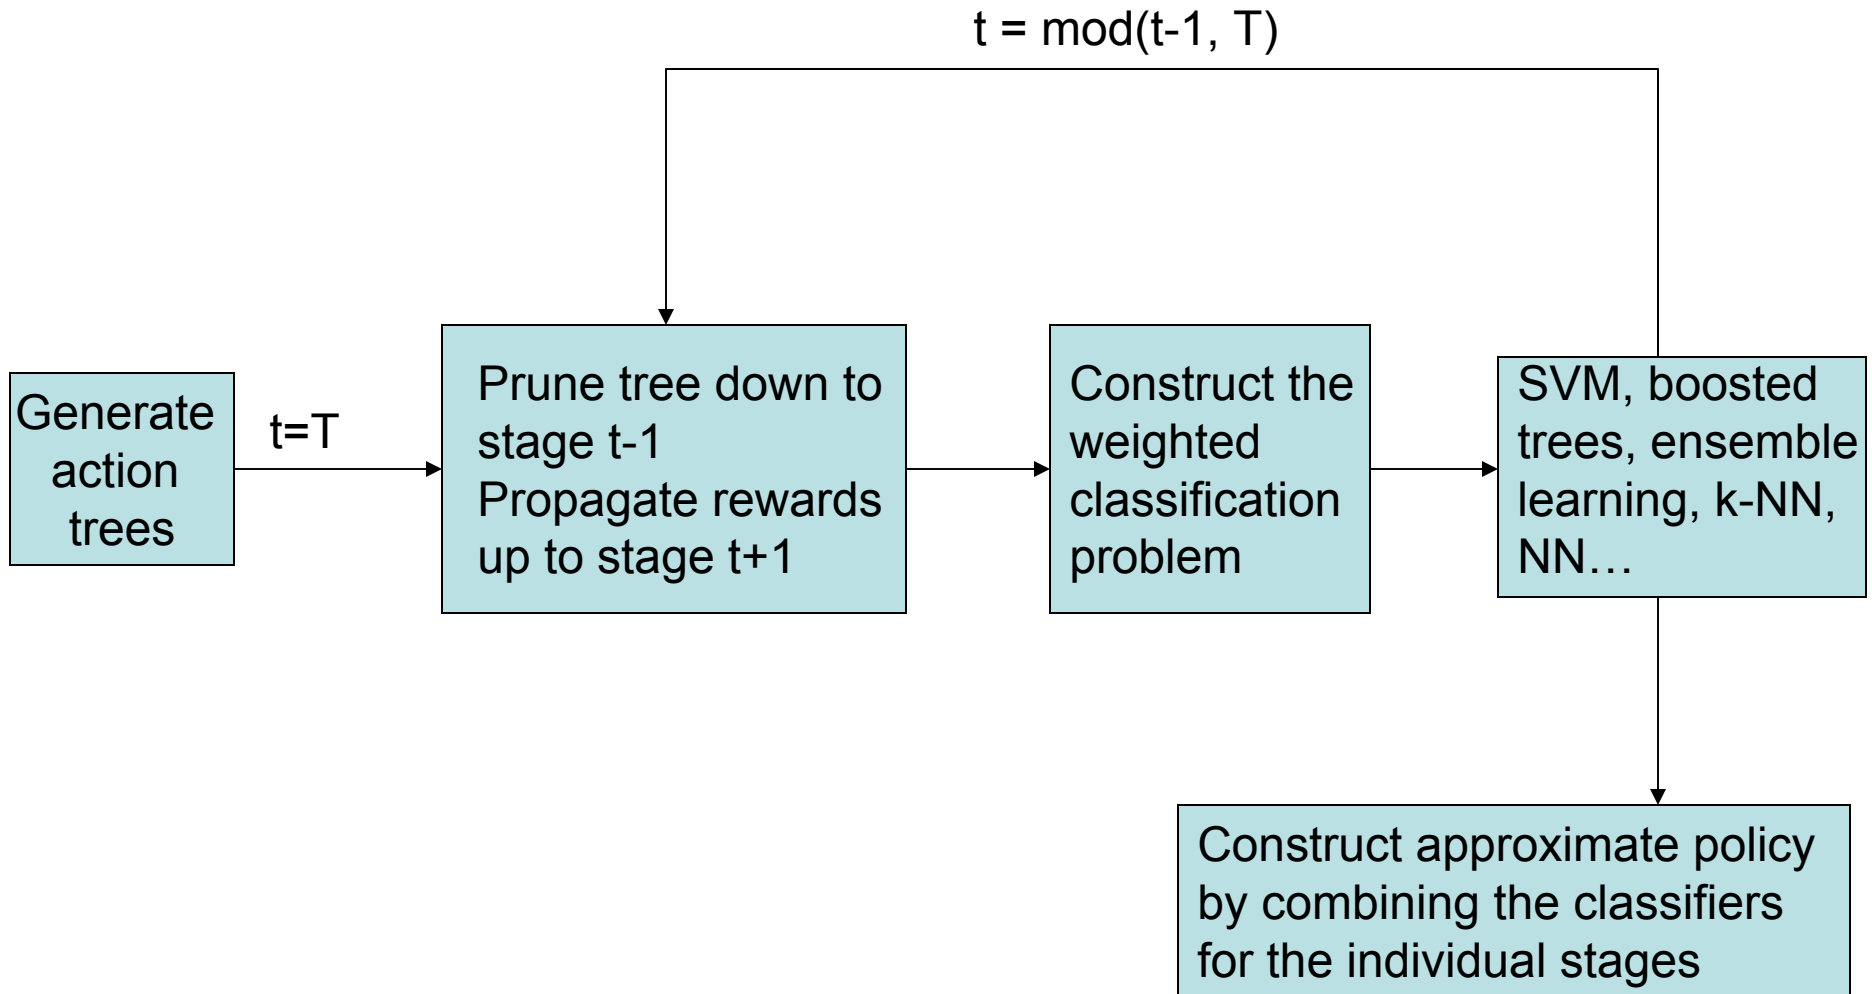 t = mod(t-1, T)
Generate
action
trees
t=T
Prune tree down to
stage t-1
Propagate rewards
up to stage t+1
Construct the
weighted
classification
problem
SVM, boosted
trees, ensemble
learning, k-NN,
NN…
Construct approximate policy
by combining the classifiers
for the individual stages